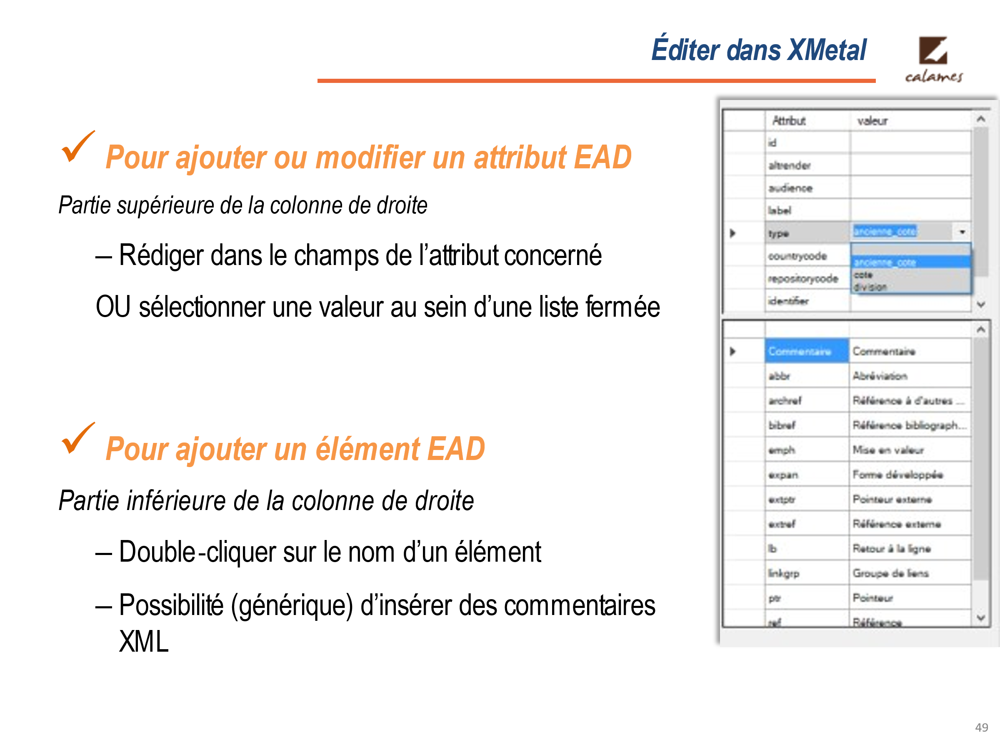 Éditer dans XMetal
calames
Pour ajouter ou modifier un attribut EAD
Partie supérieure de la colonne de droite
– Rédiger dans le champs de l’attribut concerné
OU sélectionner une valeur au sein d’une liste fermée
Pour ajouter un élément EAD
Partie inférieure de la colonne de droite
– Double-cliquer sur le nom d’un élément
– Possibilité (générique) d’insérer des commentaires
XML
Attribut valeur
id
altrender
audience
label
type ancienne_cote
countrycode
ancienne_cote
cote
repositorycode
division
identifier
Commentaire Commentaire
abbr Abréviation
archref Référence à d'autres ...
bibref Référence bibliograph...
emph Mise en valeur
expan Forme développée
extptr Pointeur externe
extref Référence externe
lb Retour à la ligne
linkgrp Groupe de liens
ptr Pointeur
ref Référence
49